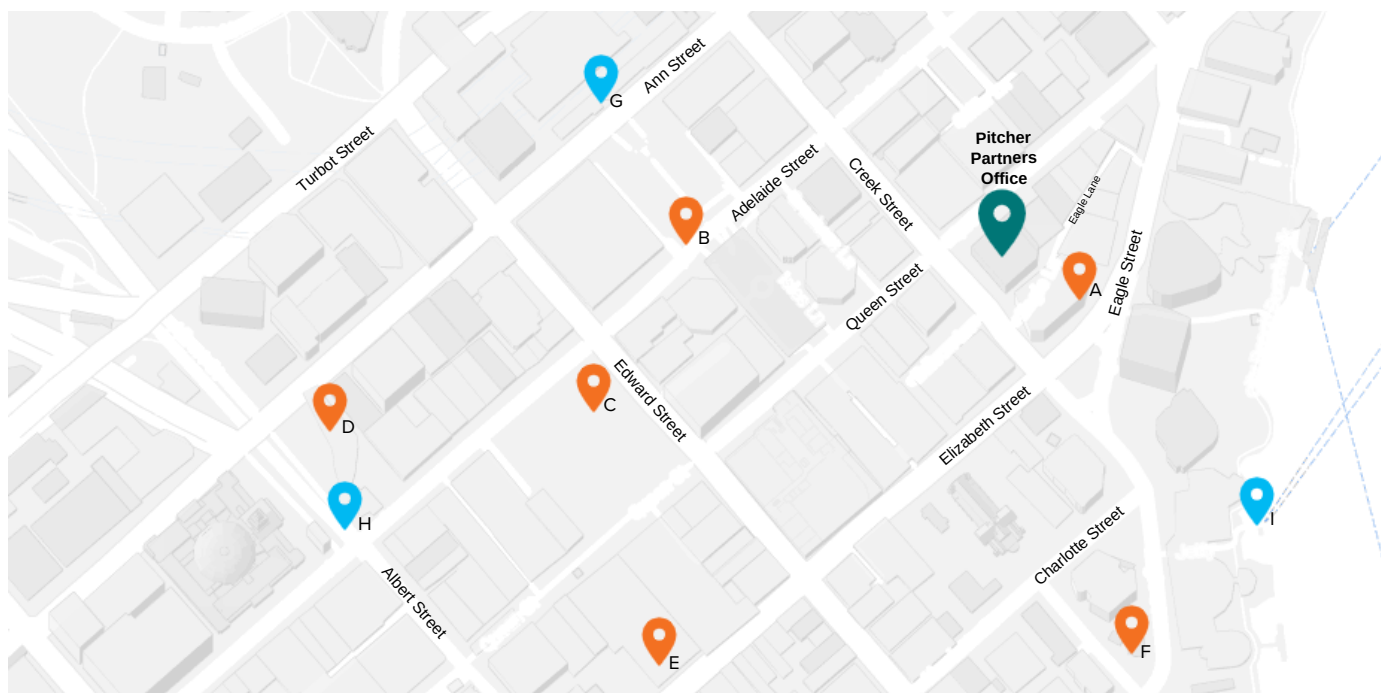 Ann Street
G
Turbot Street
Pitcher
Partners
Office
Adelaide Street
Creek Street
Eagle Lane
B
Eagle Street
A
Queen Street
Edward Street
C
D
Elizabeth Street
H
I
Charlotte Street
Albert Street
E
F